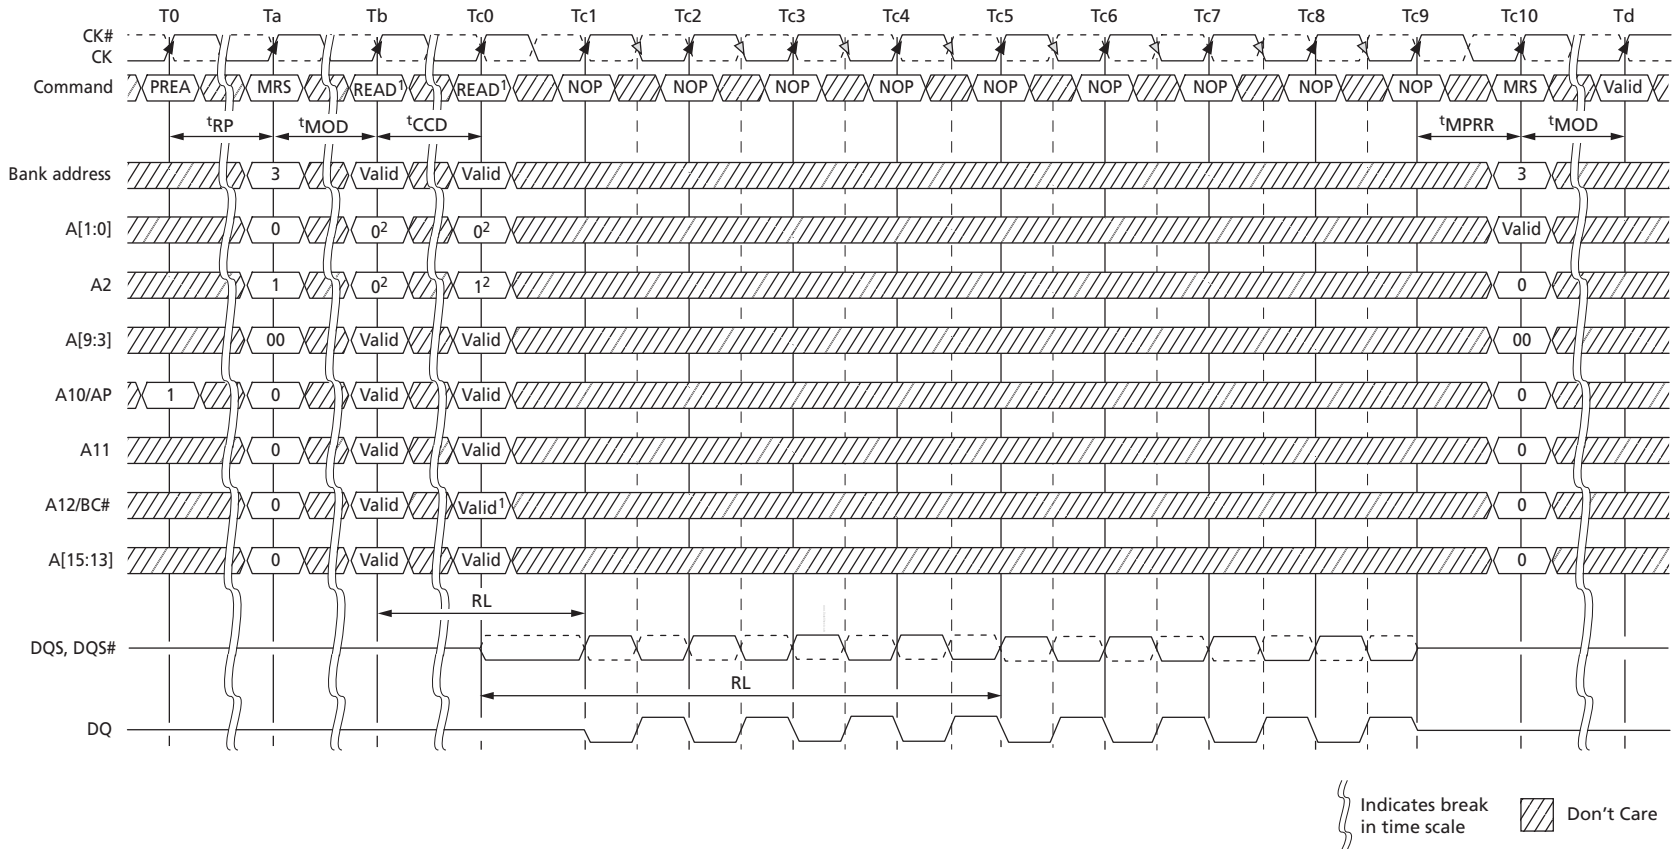 T0 Ta Tb Tc0 Tc1 Tc2 Tc3 Tc4 Tc5 Tc6 Tc7 Tc8 Tc9 Tc10 Td
CK#
CK
Command PREA MRS READ1 READ1 NOP NOP NOP NOP NOP NOP NOP NOP NOP MRS Valid
tRP tMOD tCCD tMPRR tMOD
Bank address 3 Valid Valid 3
A[1:0] 0 02 02 Valid
A2 1 02 12 0
A[9:3] 00 Valid Valid 00
A10/AP 1 0 Valid Valid 0
A11 0 Valid Valid 0
A12/BC# 0 Valid Valid1 0
A[15:13] 0 Valid Valid 0
RL
DQS, DQS#
RL
DQ
Indicates break
in time scale
Don't Care